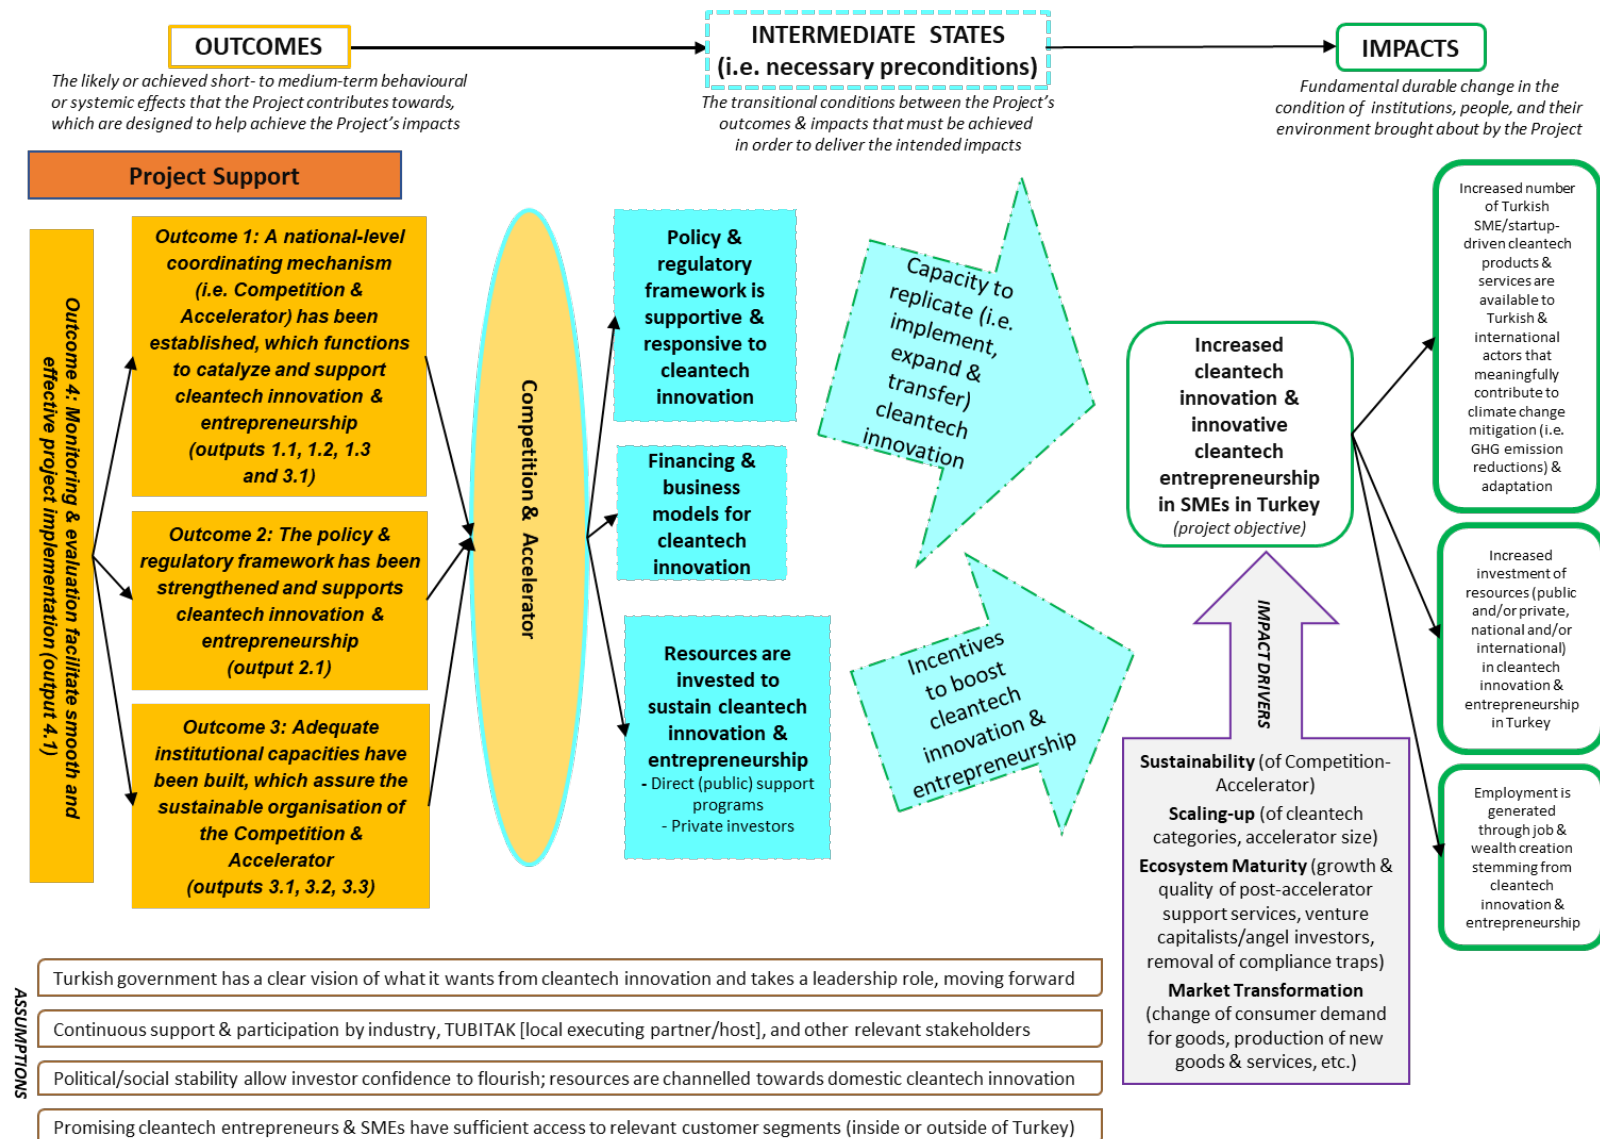 OUTCOMES
The likely or achieved short- to medium-term behavioural
or systemic effects that the Project contributes towards,
which are designed to help achieve the Project's impacts
INTERMEDIATE STATES
(i.e. necessary preconditions)
The transitional conditions between the Project's
outcomes & impacts that must be achieved
in order to deliver the intended impacts
IMPACTS
Fundamental durable change in the
condition of institutions, people, and their
environment brought about by the Project
Project Support
Outcome 4: Monitoring & evaluation facilitate smooth and
effective project implementation (output 4.1)
Outcome 1: A national-level
coordinating mechanism
(i.e. Competition &
Accelerator) has been
established, which functions
to catalyze and support
cleantech innovation &
entrepreneurship
(outputs 1.1, 1.2, 1.3
and 3.1)
Outcome 2: The policy &
regulatory framework has been
strengthened and supports
cleantech innovation &
entrepreneurship
(output 2.1)
Outcome 3: Adequate
institutional capacities have
been built, which assure the
sustainable organisation of
the Competition &
Accelerator
(outputs 3.1, 3.2, 3.3)
Competition & Accelerator
Policy &
regulatory
framework is
supportive &
responsive to
cleantech
innovation
Financing &
business
models for
cleantech
innovation
Resources are
invested to
sustain cleantech
innovation &
entrepreneurship
- Direct (public) support
programs
- Private investors
Capacity to
replicate (i.e.
implement,
expand &
transfer)
cleantech
innovation
Incentives
to boost
cleantech
innovation &
entrepreneurship
Increased
cleantech
innovation &
innovative
cleantech
entrepreneurship
in SMEs in Turkey
(project objective)
IMPACT DRIVERS
Sustainability (of Competition-
Accelerator)
Scaling-up (of cleantech
categories, accelerator size)
Ecosystem Maturity (growth &
quality of post-accelerator
support services, venture
capitalists/angel investors,
removal of compliance traps)
Market Transformation
(change of consumer demand
for goods, production of new
goods & services, etc.)
Increased number
of Turkish
SME/startup-
driven cleantech
products &
services are
available to
Turkish &
international
actors that
meaningfully
contribute to
climate change
mitigation (i.e.
GHG emission
reductions) &
adaptation
Increased
investment of
resources (public
and/or private,
national and/or
international)
in cleantech
innovation &
entrepreneurship
in Turkey
Employment is
generated
through job &
wealth creation
stemming from
cleantech
innovation &
entrepreneurship
ASSUMPTIONS
Turkish government has a clear vision of what it wants from cleantech innovation and takes a leadership role, moving forward
Continuous support & participation by industry, TUBITAK [local executing partner/host], and other relevant stakeholders
Political/social stability allow investor confidence to flourish; resources are channelled towards domestic cleantech innovation
Promising cleantech entrepreneurs & SMEs have sufficient access to relevant customer segments (inside or outside of Turkey)